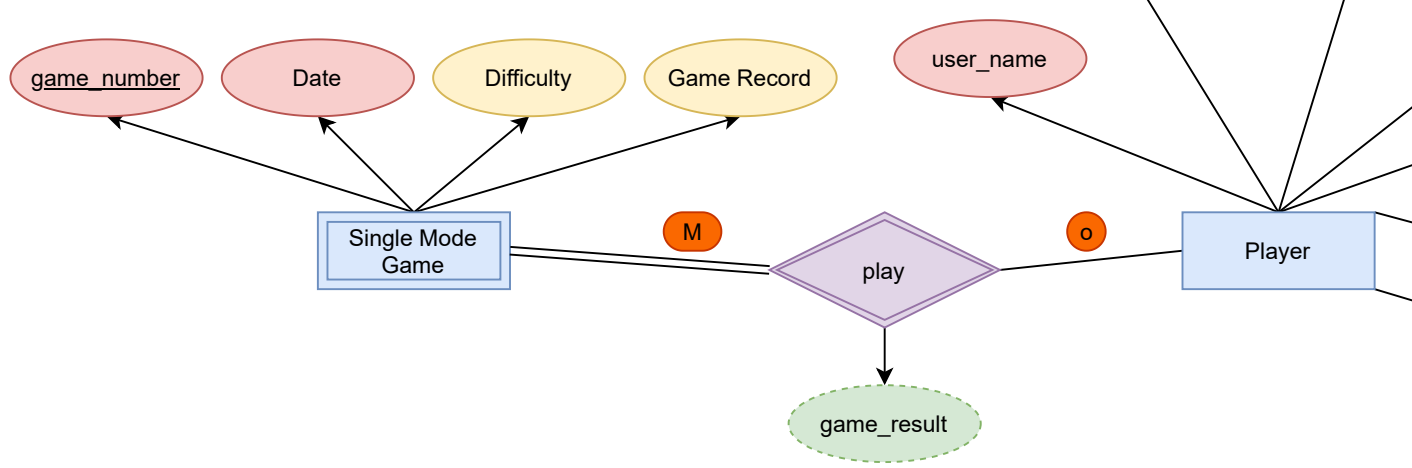 game_number
Date
Difficulty
Game Record
user_name
Single Mode
Game
M
play
o
Player
game_result